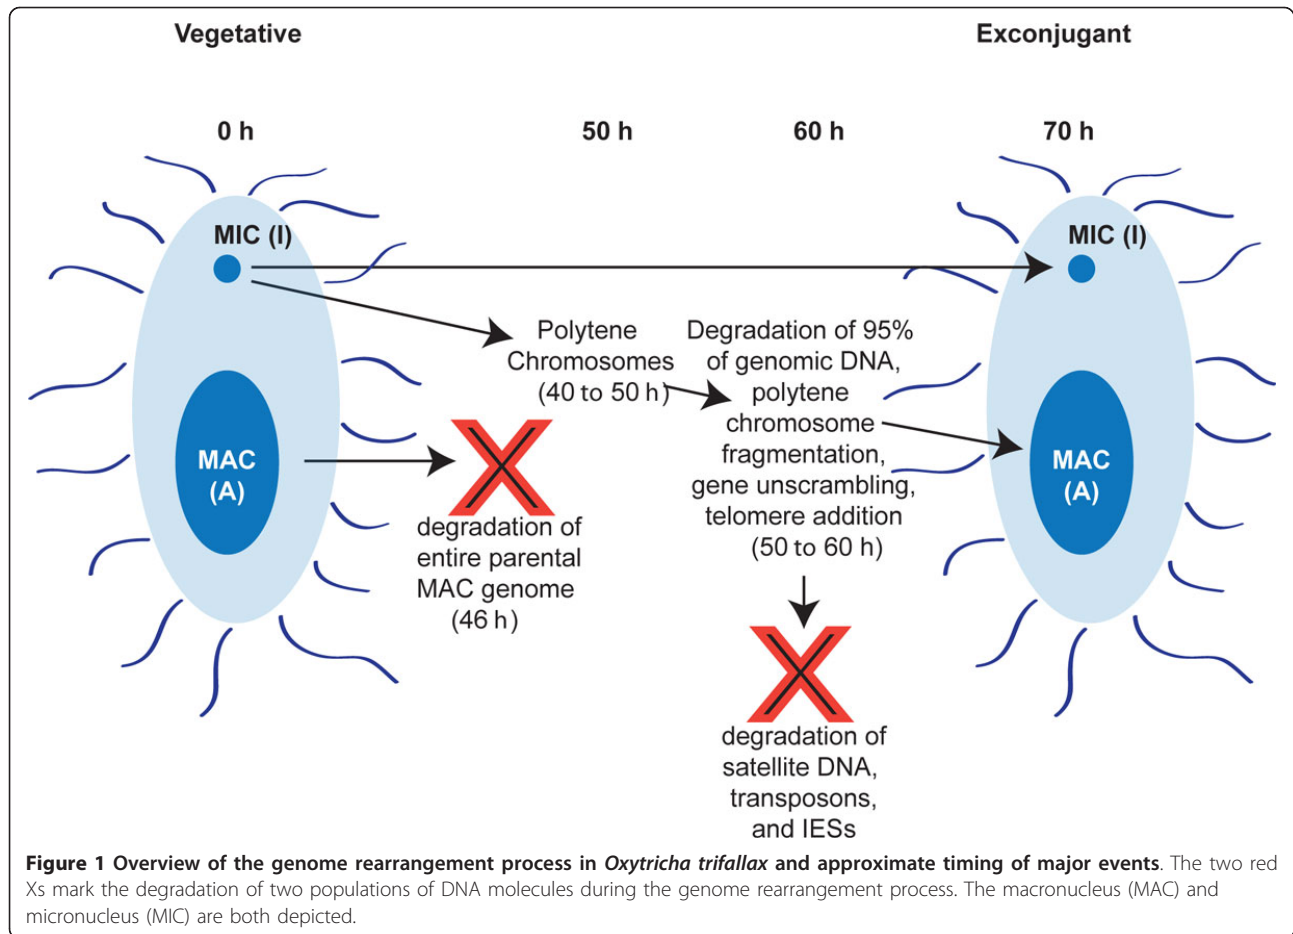 Vegetative
Exconjugant
0 h
50 h
60 h
70 h
MIC (I)
MIC (I)
Polytene
Chromosomes
(40 to 50 h)
Degradation of 95%
of genomic DNA,
polytene
chromosome
fragmentation,
gene unscrambling,
telomere addition
(50 to 60 h)
MAC
(A)
MAC
(A)
degradation of
entire parental
MAC genome
(46 h)
degradation of
satellite DNA,
transposons,
and IESs
Figure 1 Overview of the genome rearrangement process in Oxytricha trifallax and approximate timing of major events. The two red
Xs mark the degradation of two populations of DNA molecules during the genome rearrangement process. The macronucleus (MAC) and
micronucleus (MIC) are both depicted.